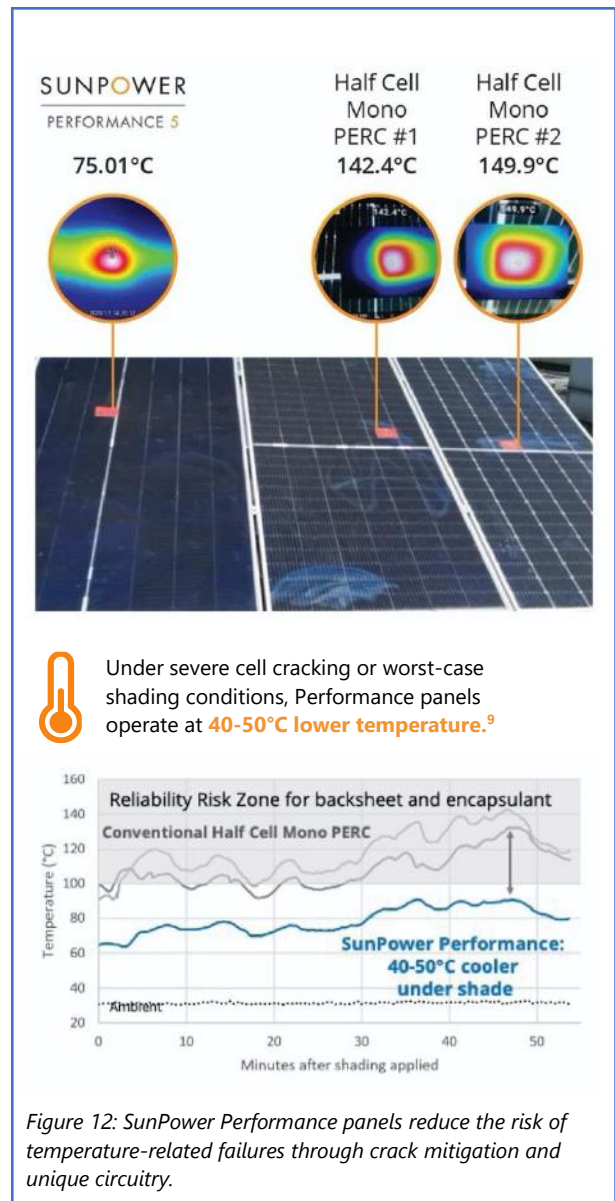 SUNPOWER
PERFORMANCE 5
75.01°C
Half Cell
Mono
PERC #1
142.4°C
Half Cell
Mono
PERC #2
149.9°C
142.4°C
149.9°C
Under severe cell cracking or worst-case
shading conditions, Performance panels
operate at 40-50°C lower temperature.⁹
160
140
120
100
80
60
40
20
Temperature (°C)
Reliability Risk Zone for backsheet and encapsulant
Conventional Half Cell Mono PERC
SunPower Performance:
40-50°C cooler
under shade
Ambient
0 10 20 30 40 50
Minutes after shading applied
Figure 12: SunPower Performance panels reduce the risk of
temperature-related failures through crack mitigation and
unique circuitry.